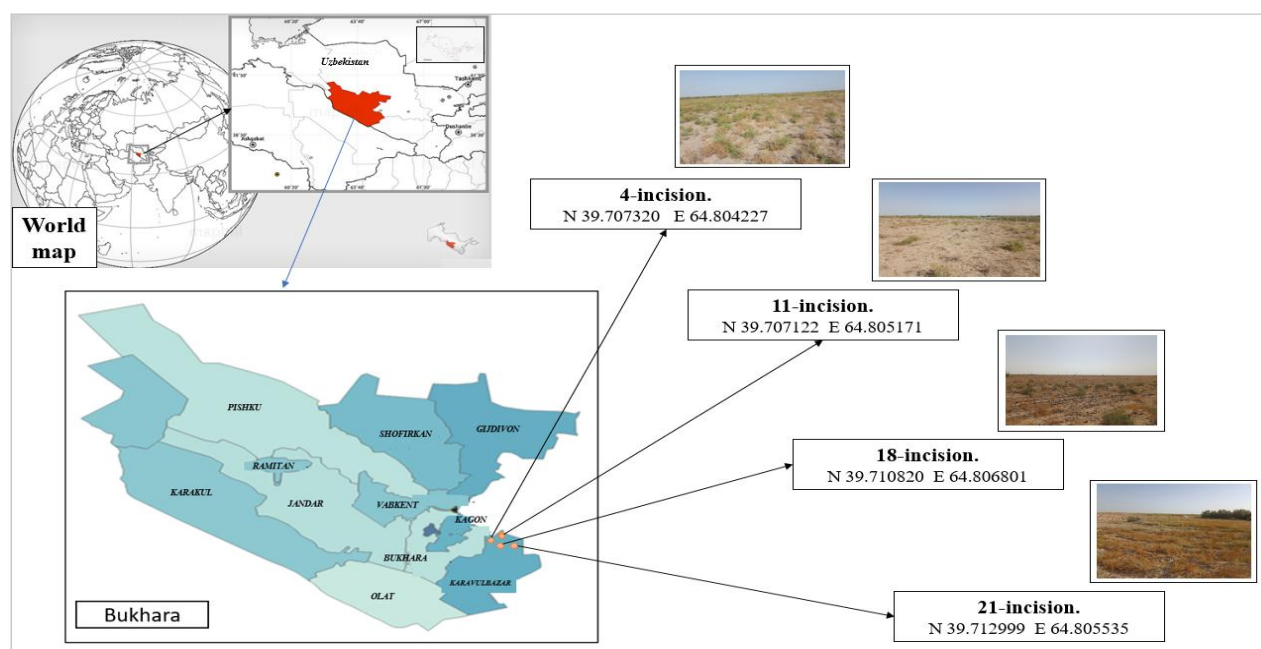 Uzbekistan
Tashkent
Dushanbe
Ashgabat
World
map
4-incision.
N 39.707320 E 64.804227
11-incision.
N 39.707122 E 64.805171
18-incision.
N 39.710820 E 64.806801
21-incision.
N 39.712999 E 64.805535
PISHKU
SHOFIRKAN
GIJDIVON
RAMITAN
KARAKUL
JANDAR
VABKENT
KAGON
BUKHARA
KARAVULBAZAR
OLAT
Bukhara